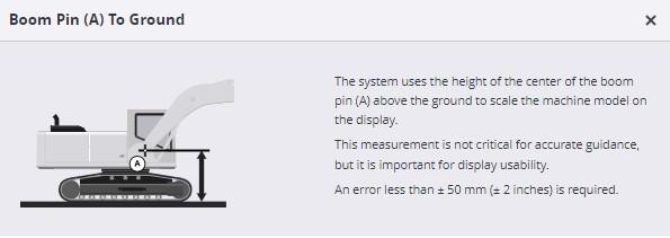 Boom Pin (A) To Ground
×
The system uses the height of the center of the boom
pin (A) above the ground to scale the machine model on
the display.
This measurement is not critical for accurate guidance,
but it is important for display usability.
An error less than ± 50 mm (± 2 inches) is required.
A